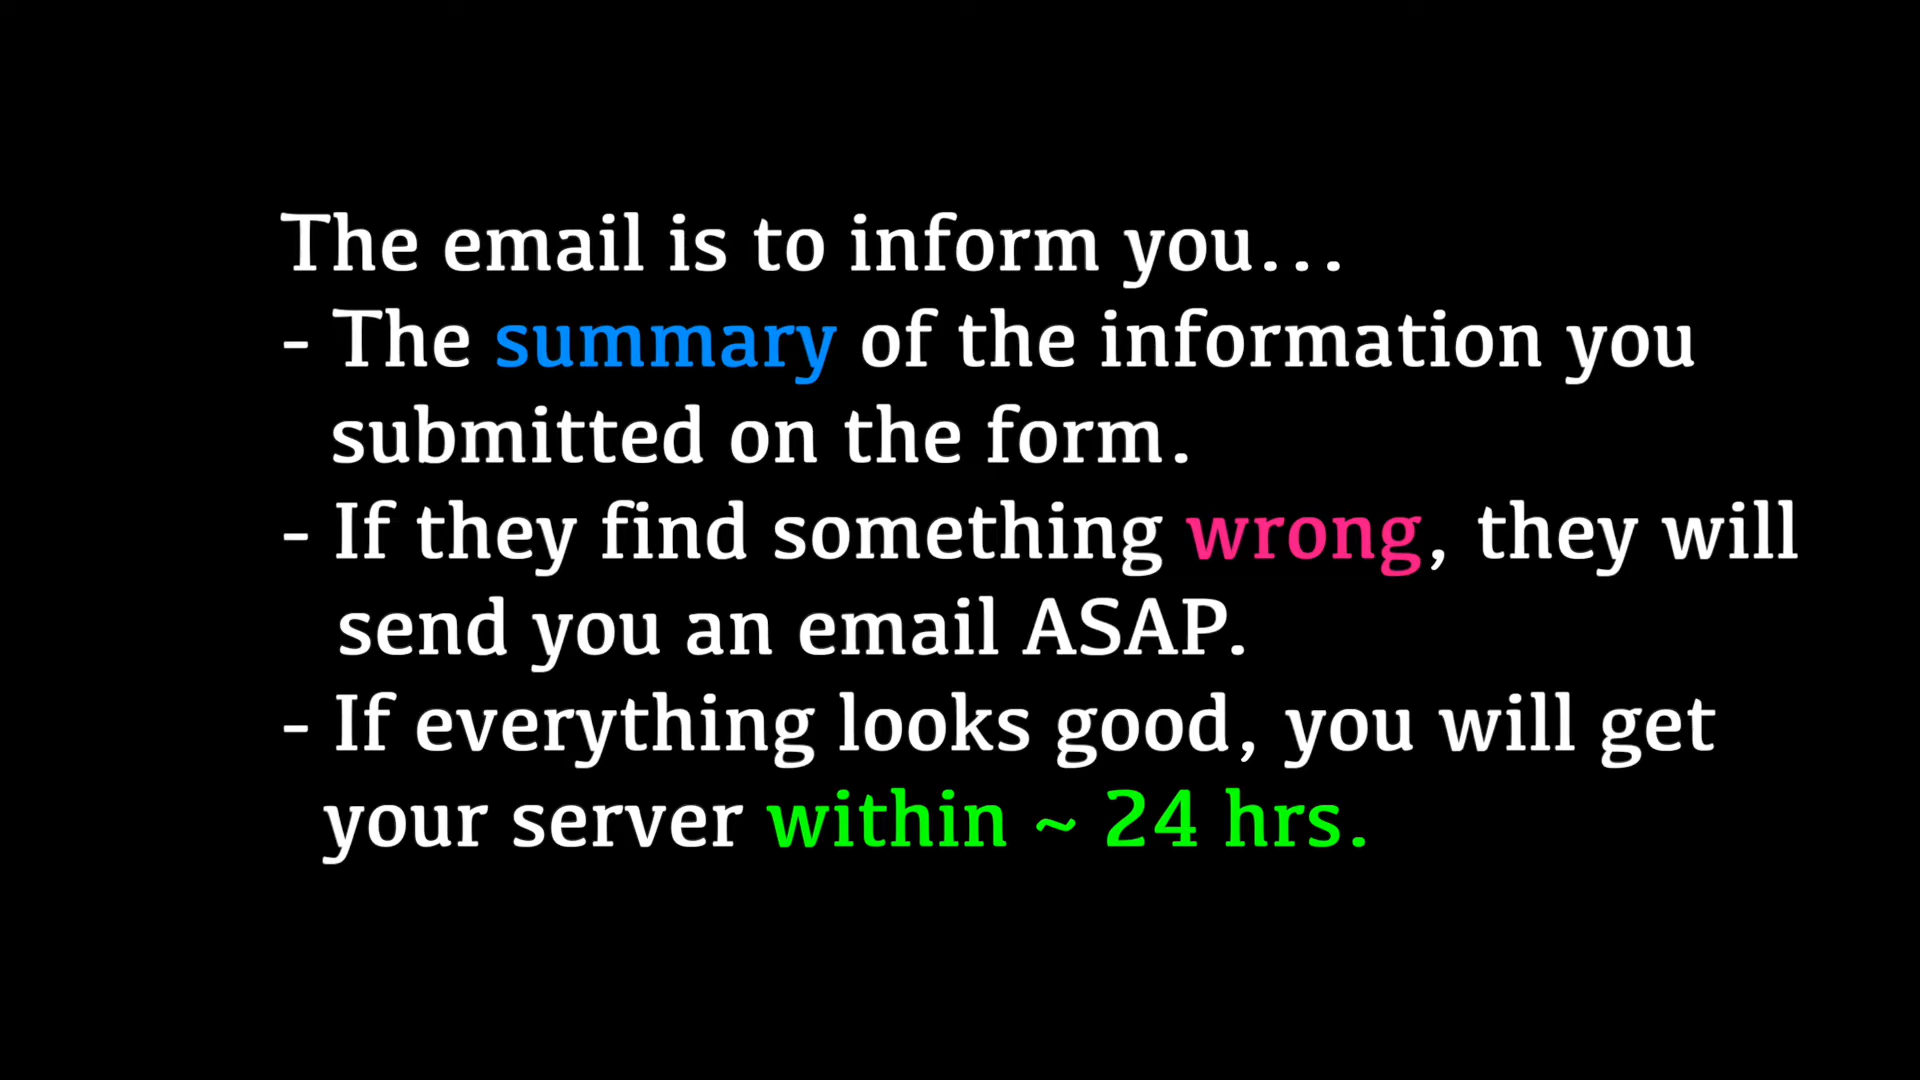 The email is to inform you...
- The summary of the information you
submitted on the form.
- If they find something wrong, they will
send you an email ASAP.
- If everything looks good, you will get
your server within ~ 24 hrs.